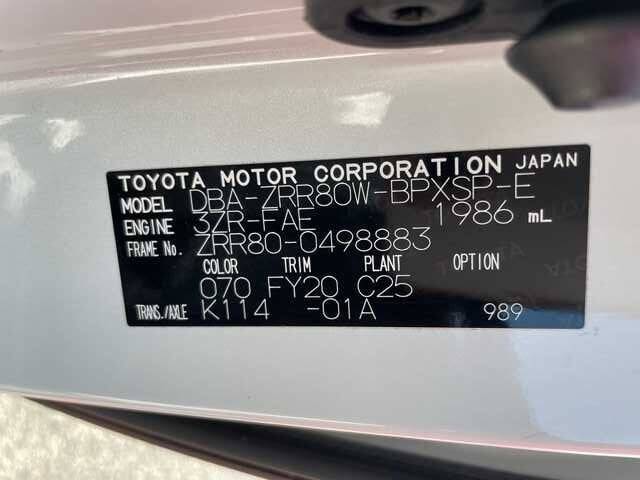 TOYOTA MOTOR CORPORATION JAPAN
MODEL DBA-ZRR80W-BPXSP-E
ENGINE 3ZR-FAE 1986 mL
FRAME No. ZRR80-0498883
COLOR TRIM PLANT OPTION
070 FY20 C25
TRANS./AXLE K114 -01A 989